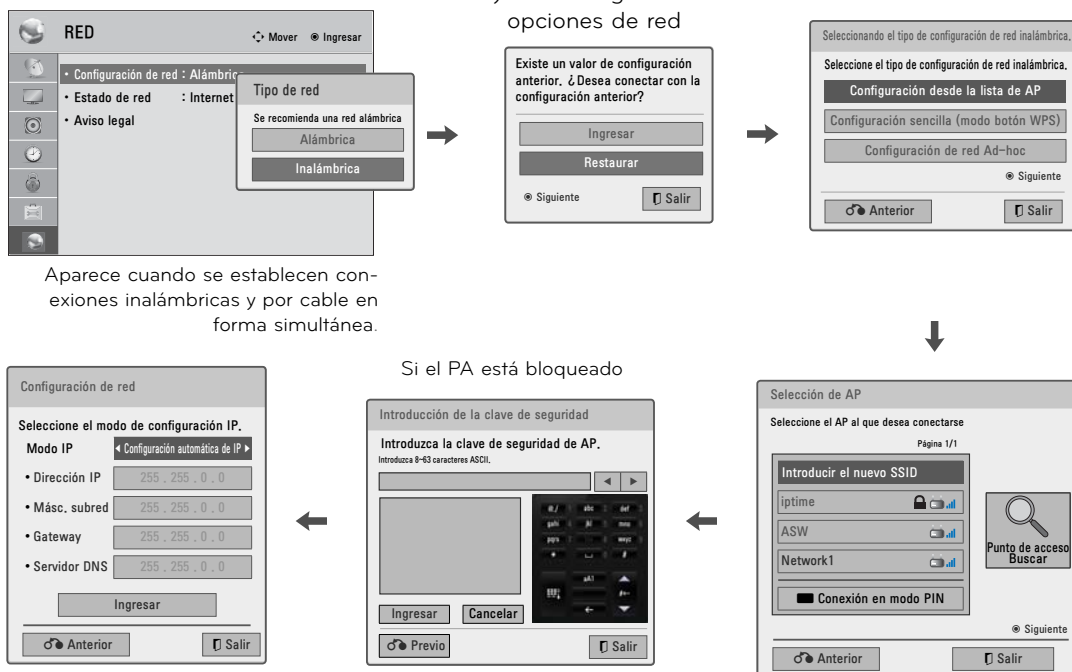 opciones de red
RED
Mover
Ingresar
• Configuración de red : Alámbrica
• Estado de red : Internet
• Aviso legal
Tipo de red
Se recomienda una red alámbrica
Alámbrica
Inalámbrica
Aparece cuando se establecen con-
exiones inalámbricas y por cable en
forma simultánea.
Existe un valor de configuración
anterior. ¿Desea conectar con la
configuración anterior?
Ingresar
Restaurar
Siguiente
Salir
Seleccionando el tipo de configuración de red inalámbrica.
Seleccione el tipo de configuración de red inalámbrica.
Configuración desde la lista de AP
Configuración sencilla (modo botón WPS)
Configuración de red Ad-hoc
Siguiente
Anterior
Salir
Selección de AP
Seleccione el AP al que desea conectarse
Página 1/1
Introducir el nuevo SSID
iptime
ASW
Network1
Conexión en modo PIN
Punto de acceso
Buscar
Siguiente
Anterior
Salir
Si el PA está bloqueado
Introducción de la clave de seguridad
Introduzca la clave de seguridad de AP.
Introduzca 8-63 caracteres ASCII.
abc def
Ingresar
Cancelar
Previo
Salir
Configuración de red
Seleccione el modo de configuración IP.
Modo IP Configuración automática de IP
• Dirección IP 255 . 255 . 0 . 0
• Másc. subred 255 . 255 . 0 . 0
• Gateway 255 . 255 . 0 . 0
• Servidor DNS 255 . 255 . 0 . 0
Ingresar
Anterior
Salir